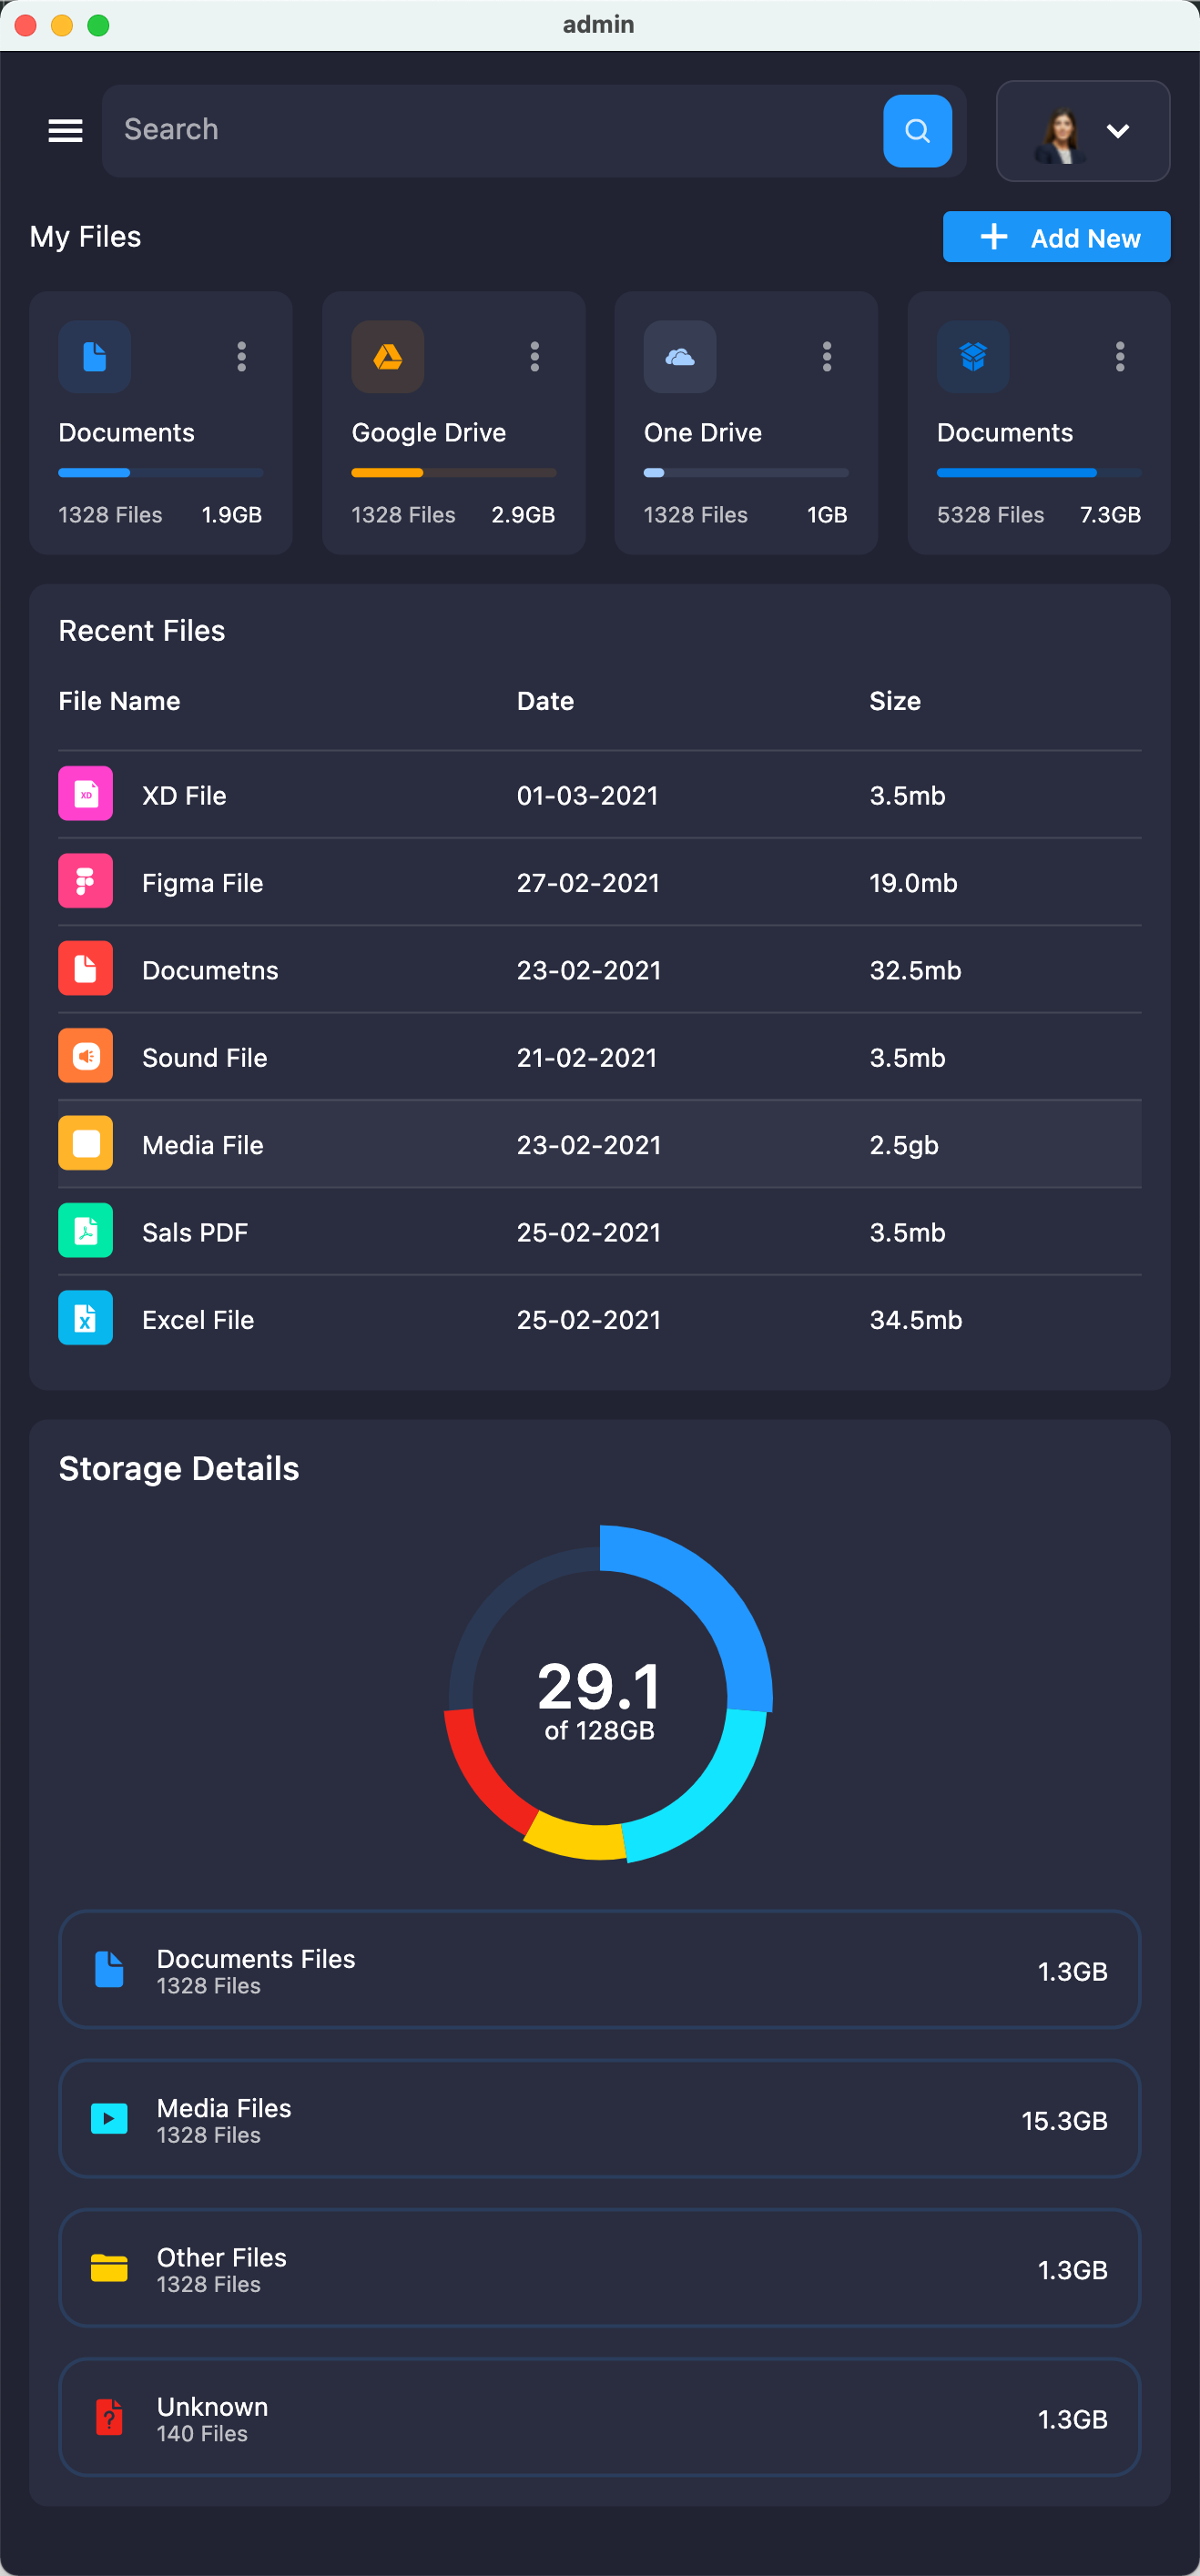 admin
Search
My Files
Add New
Documents
1328 Files 1.9GB
Google Drive
1328 Files 2.9GB
One Drive
1328 Files 1GB
Documents
5328 Files 7.3GB
Recent Files
File Name Date Size
XD
XD File 01-03-2021 3.5mb
Figma File 27-02-2021 19.0mb
Documetns 23-02-2021 32.5mb
Sound File 21-02-2021 3.5mb
Media File 23-02-2021 2.5gb
Sals PDF 25-02-2021 3.5mb
X
Excel File 25-02-2021 34.5mb
Storage Details
29.1
of 128GB
Documents Files
1328 Files
1.3GB
Media Files
1328 Files
15.3GB
Other Files
1328 Files
1.3GB
?
Unknown
140 Files
1.3GB